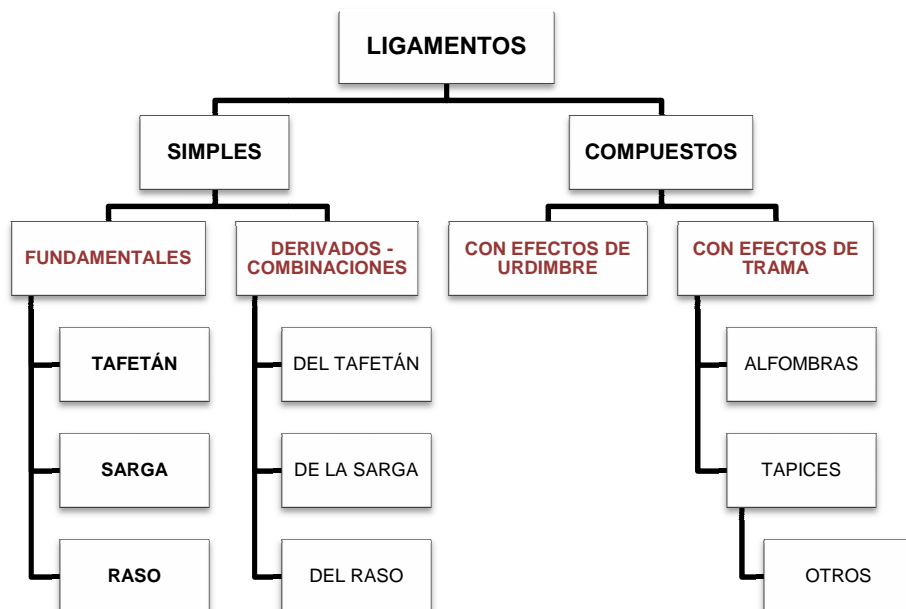 LIGAMENTOS
SIMPLES
COMPUESTOS
FUNDAMENTALES
DERIVADOS -
COMBINACIONES
CON EFECTOS DE
URDIMBRE
CON EFECTOS DE
TRAMA
TAFETÁN
DEL TAFETÁN
ALFOMBRAS
SARGA
DE LA SARGA
TAPICES
RASO
DEL RASO
OTROS